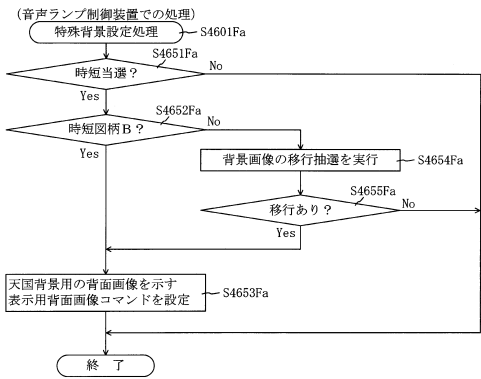 (音声ランプ制御装置での処理)
特殊背景設定処理
S4601Fa
S4651Fa
時短当選?
No
Yes
S4652Fa
時短図柄B?
No
Yes
背景画像の移行抽選を実行
S4654Fa
S4655Fa
移行あり?
No
Yes
天国背景用の背面画像を示す
表示用背面画像コマンドを設定
S4653Fa
終 了